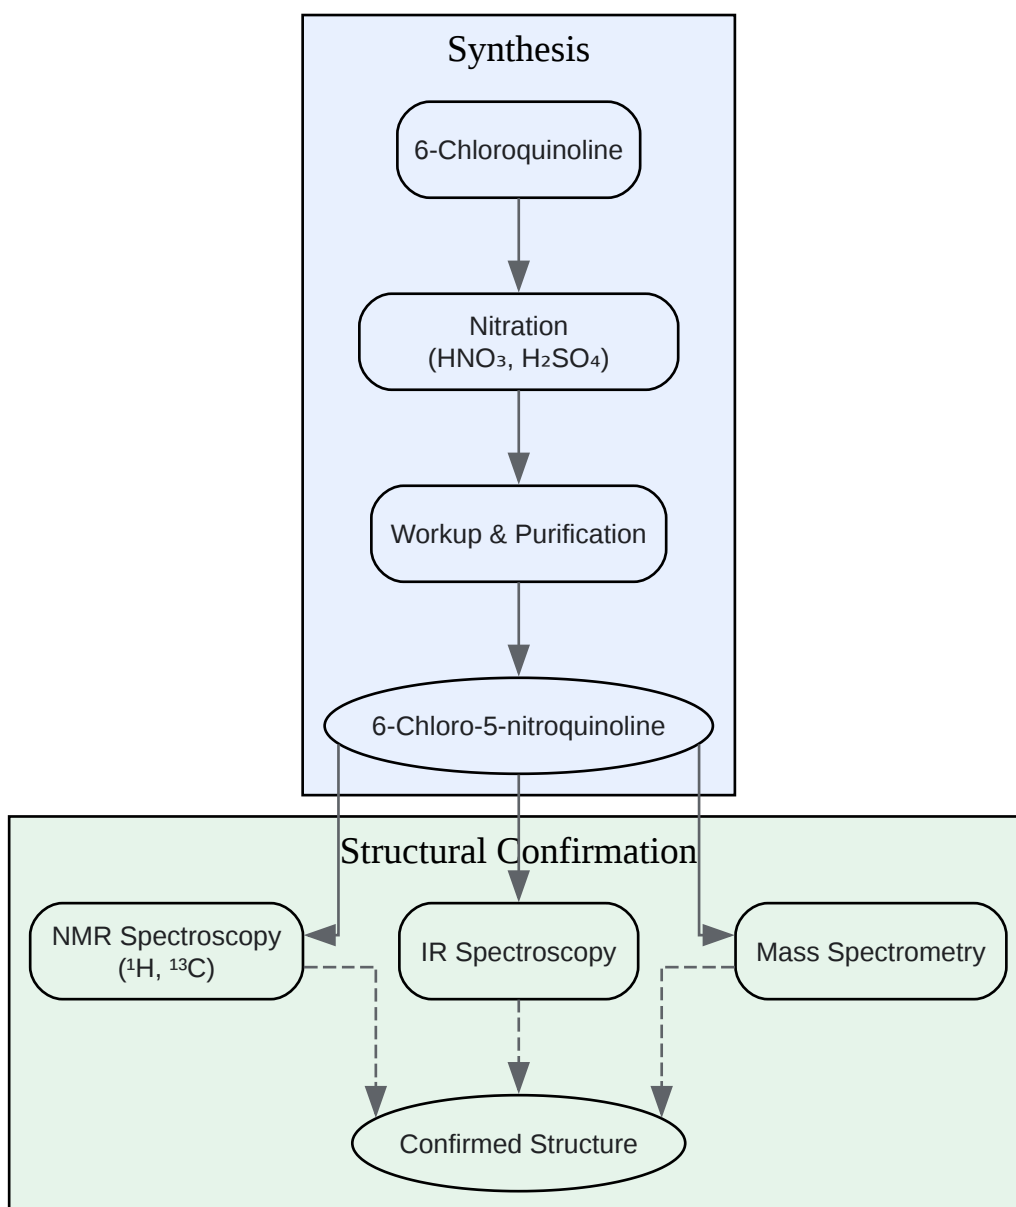 Synthesis
6-Chloroquinoline
Nitration
(HNO₃, H₂SO₄)
Workup & Purification
6-Chloro-5-nitroquinoline
Structural Confirmation
NMR Spectroscopy
(¹H, ¹³C)
IR Spectroscopy
Mass Spectrometry
Confirmed Structure